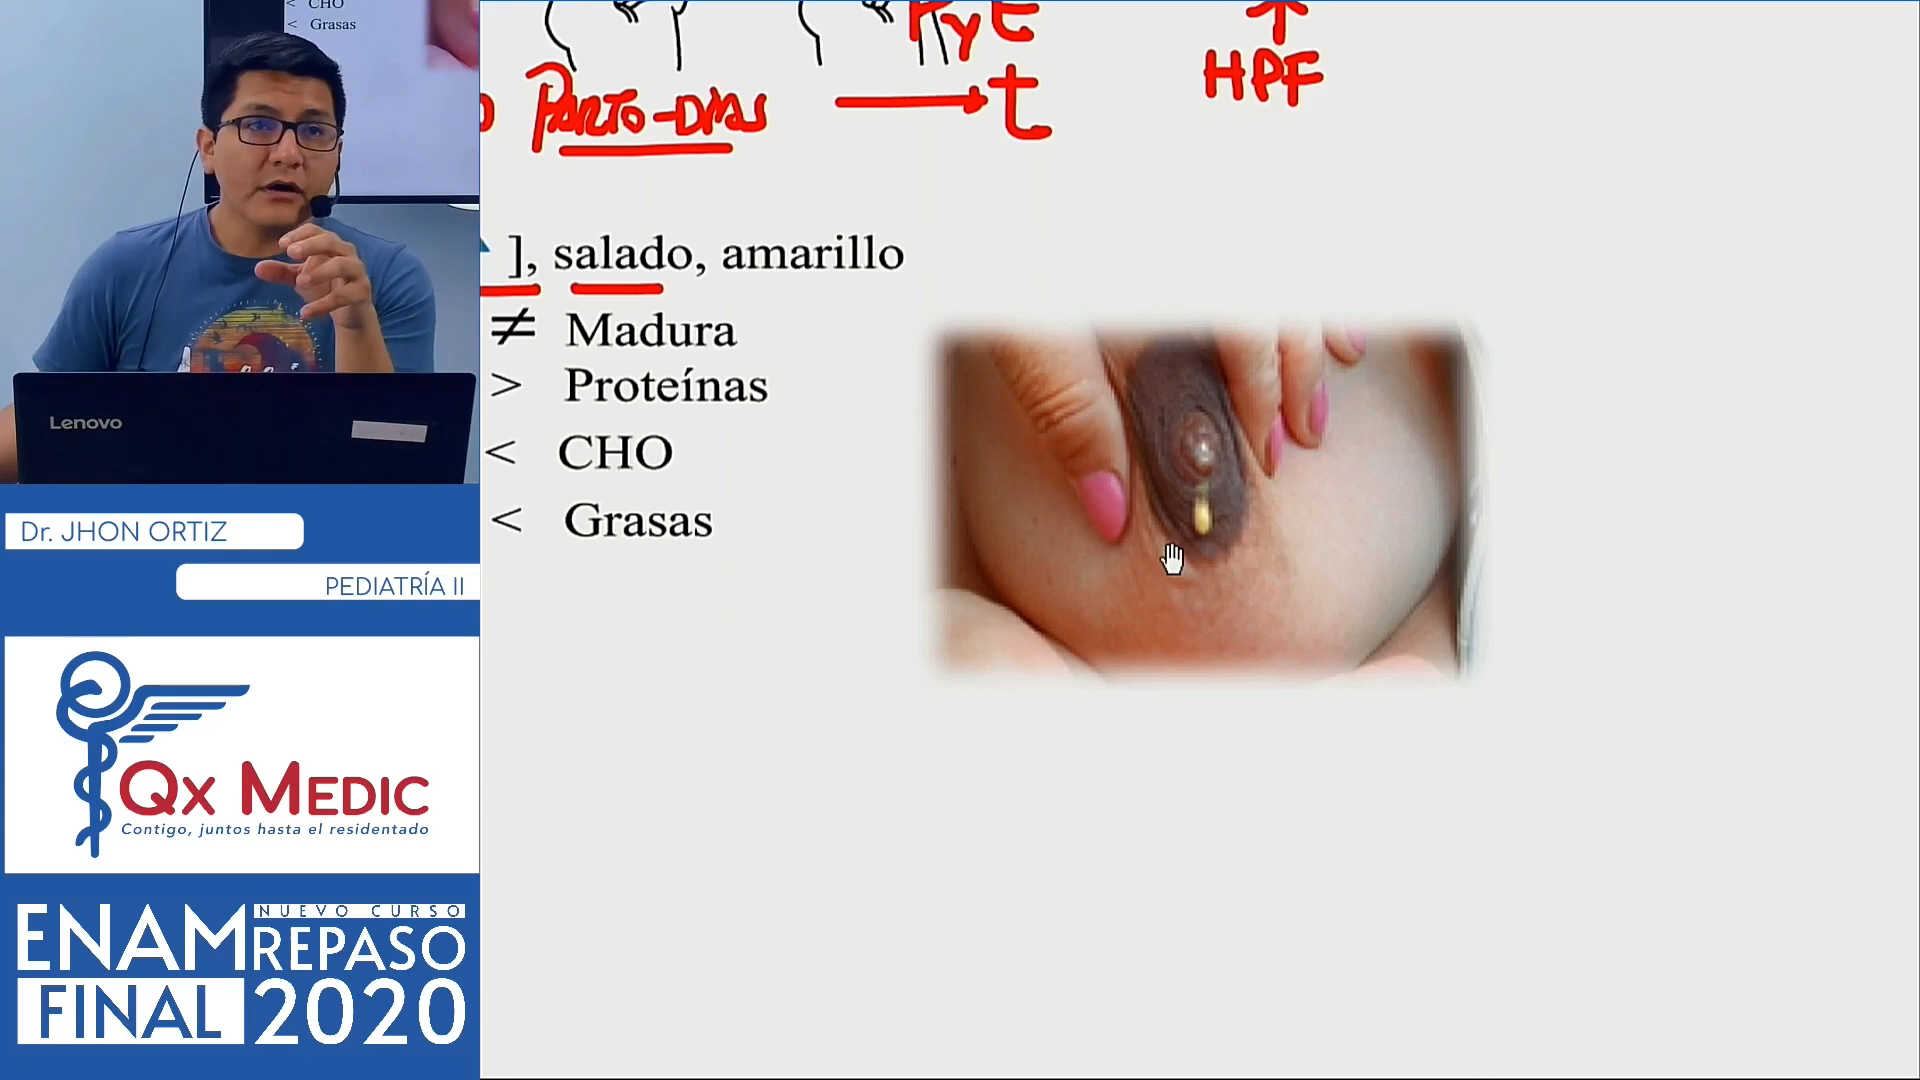 < CHO
< Grasas
P y E
O PARTO-DÍAS → t
↑
HPF
], salado, amarillo
≠ Madura
> Proteínas
< CHO
< Grasas
Lenovo
Dr. JHON ORTIZ
PEDIATRÍA II
QX MEDIC
Contigo, juntos hasta el residentado
ENAM NUEVO CURSO
REPASO
FINAL 2020